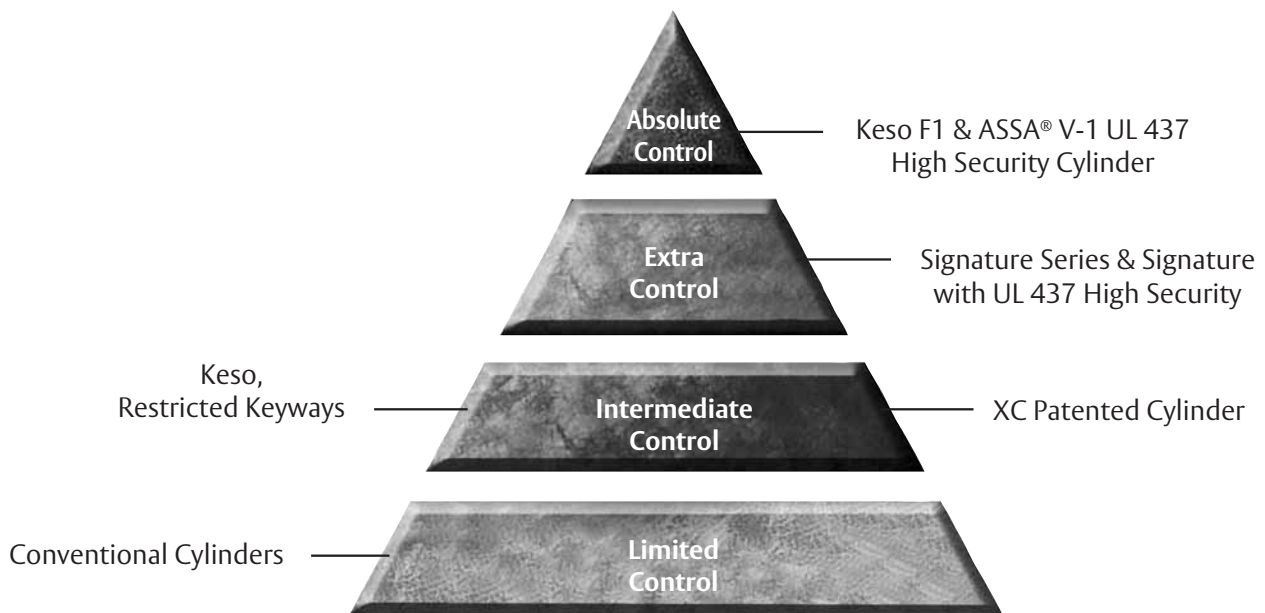 Absolute
Control
Keso F1 & ASSA® V-1 UL 437
High Security Cylinder
Extra
Control
Signature Series & Signature
with UL 437 High Security
Keso,
Restricted Keyways
Intermediate
Control
XC Patented Cylinder
Conventional Cylinders
Limited
Control